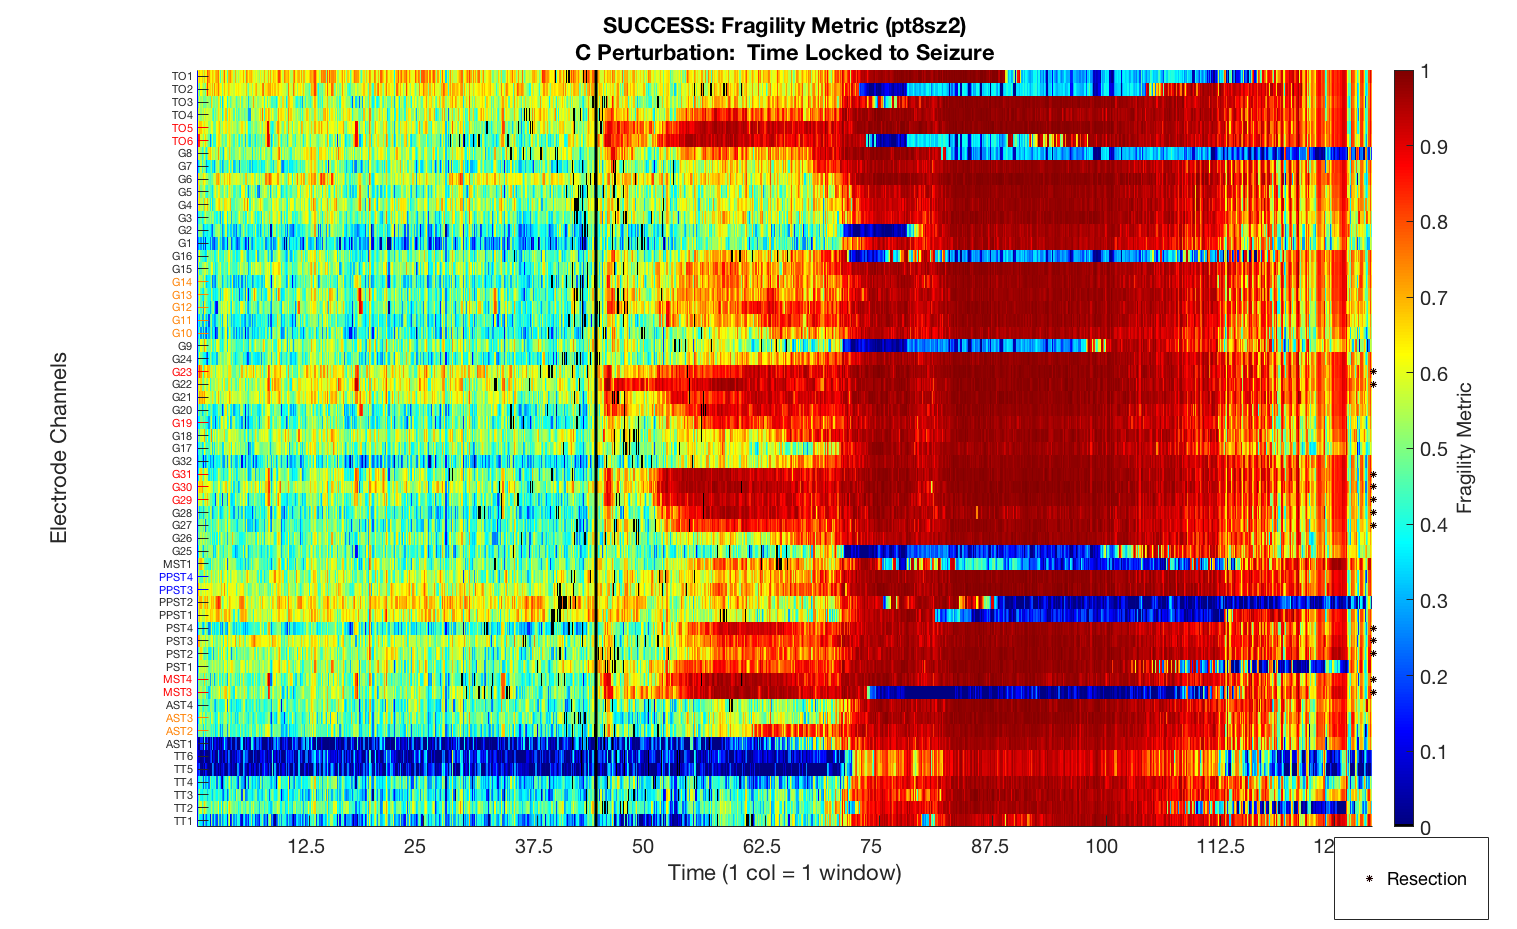 SUCCESS: Fragility Metric (pt8sz2)
C Perturbation:  Time Locked to Seizure
Electrode Channels
TO1
TO2
TO3
TO4
TO5
TO6
G8
G7
G6
G5
G4
G3
G2
G1
G16
G15
G14
G13
G12
G11
G10
G9
G24
G23
G22
G21
G20
G19
G18
G17
G32
G31
G30
G29
G28
G27
G26
G25
MST1
PPST4
PPST3
PPST2
PPST1
PST4
PST3
PST2
PST1
MST4
MST3
AST4
AST3
AST2
AST1
TT6
TT5
TT4
TT3
TT2
TT1
12.5 25 37.5 50 62.5 75 87.5 100 112.5 12
Time (1 col = 1 window)
1
0.9
0.8
0.7
0.6
0.5
0.4
0.3
0.2
0.1
0
Fragility Metric
* Resection